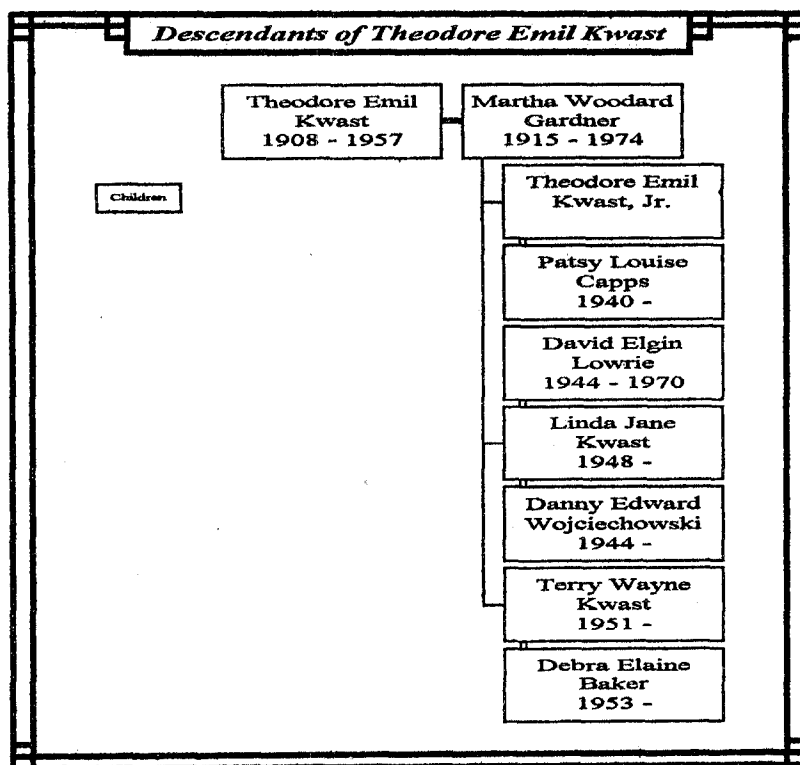 Descendants of Theodore Emil Kwast
Theodore Emil
Kwast
1908 - 1957
Martha Woodard
Gardner
1915 - 1974
Children
Theodore Emil
Kwast, Jr.
Patsy Louise
Capps
1940 -
David Elgin
Lowrie
1944 - 1970
Linda Jane
Kwast
1948 -
Danny Edward
Wojciechowski
1944 -
Terry Wayne
Kwast
1951 -
Debra Elaine
Baker
1953 -